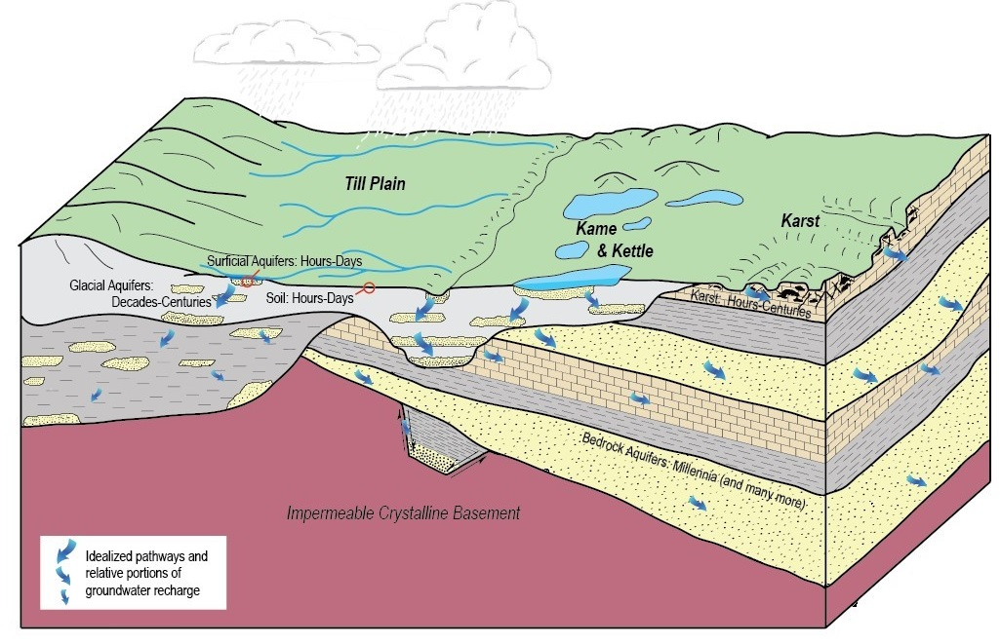 Till Plain
Kame
& Kettle
Karst
Surficial Aquifers: Hours-Days
Glacial Aquifers:
Decades-Centuries
Soil: Hours-Days
Karst: Hours-Centuries
Bedrock Aquifers: Millennia (and many more)
Impermeable Crystalline Basement
Idealized pathways and
relative portions of
groundwater recharge